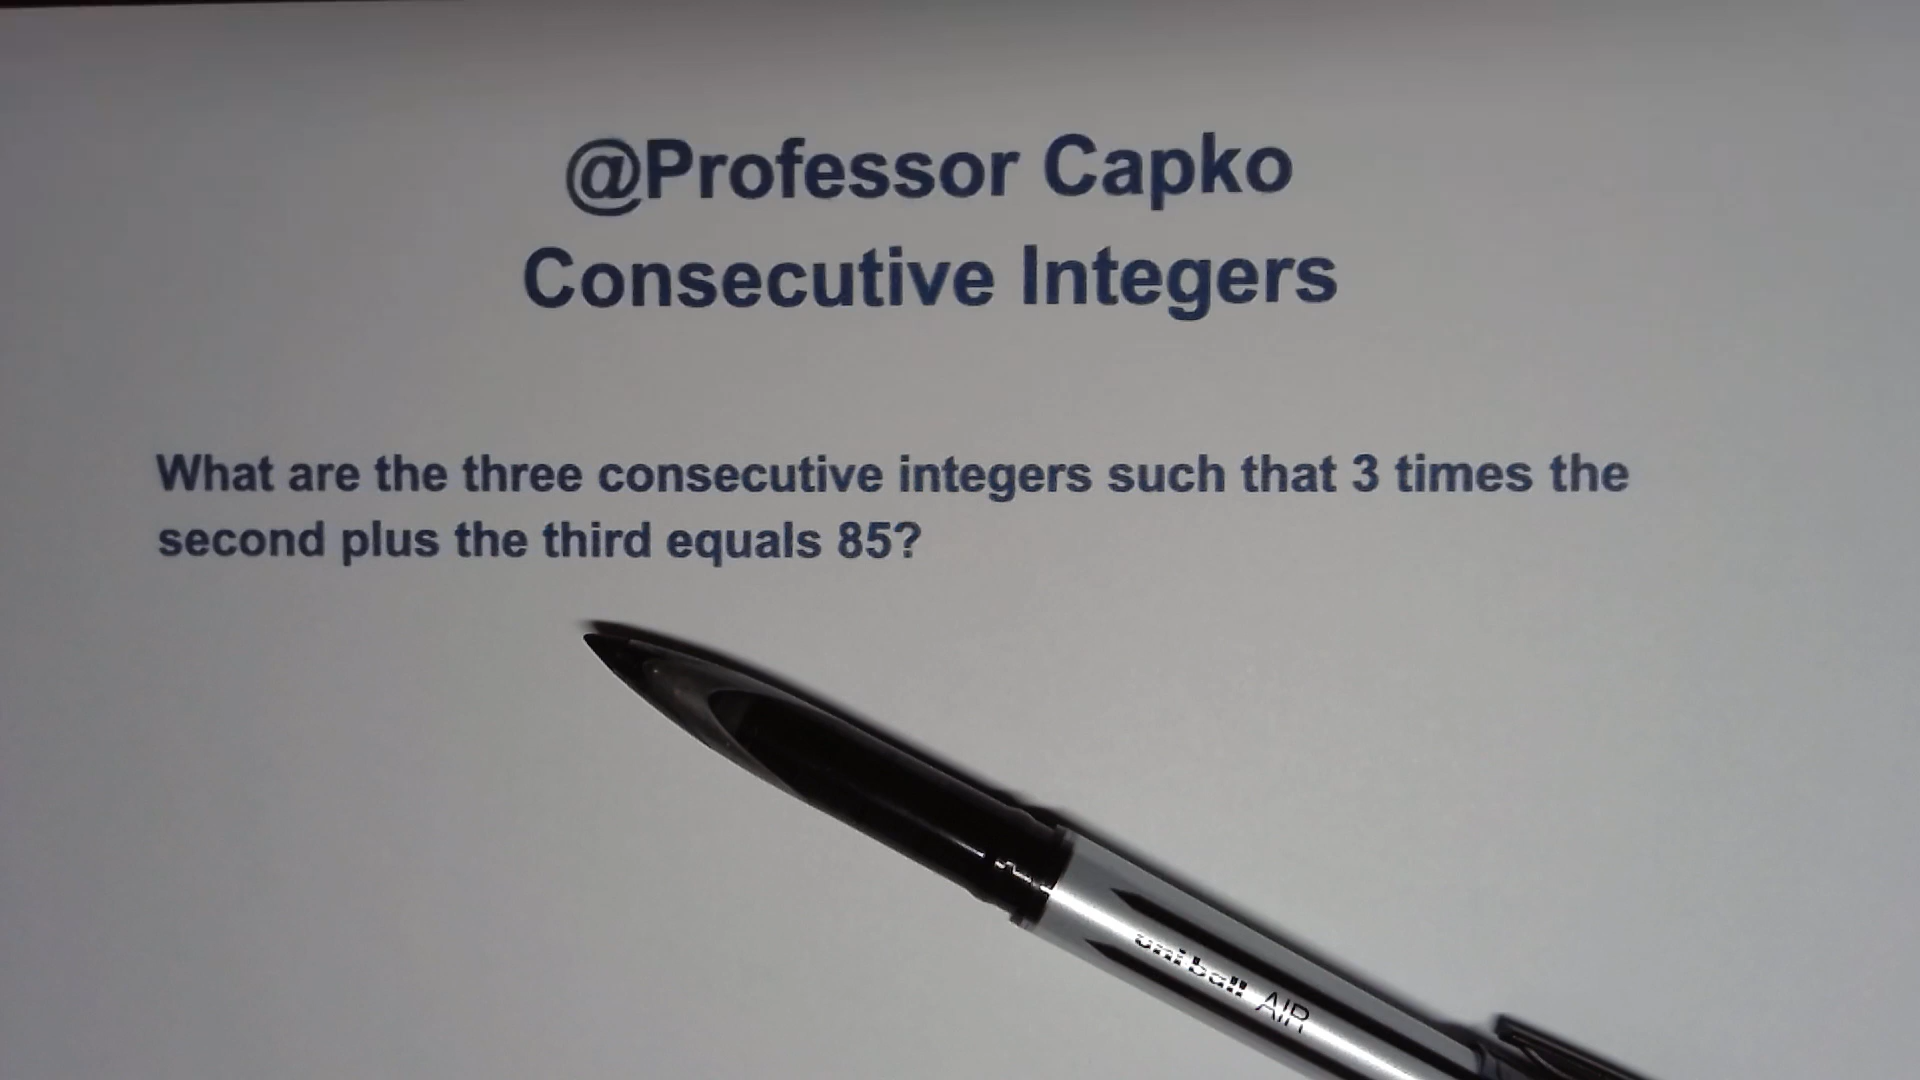 @Professor Capko
Consecutive Integers
What are the three consecutive integers such that 3 times the
second plus the third equals 85?
uni-ball AIR